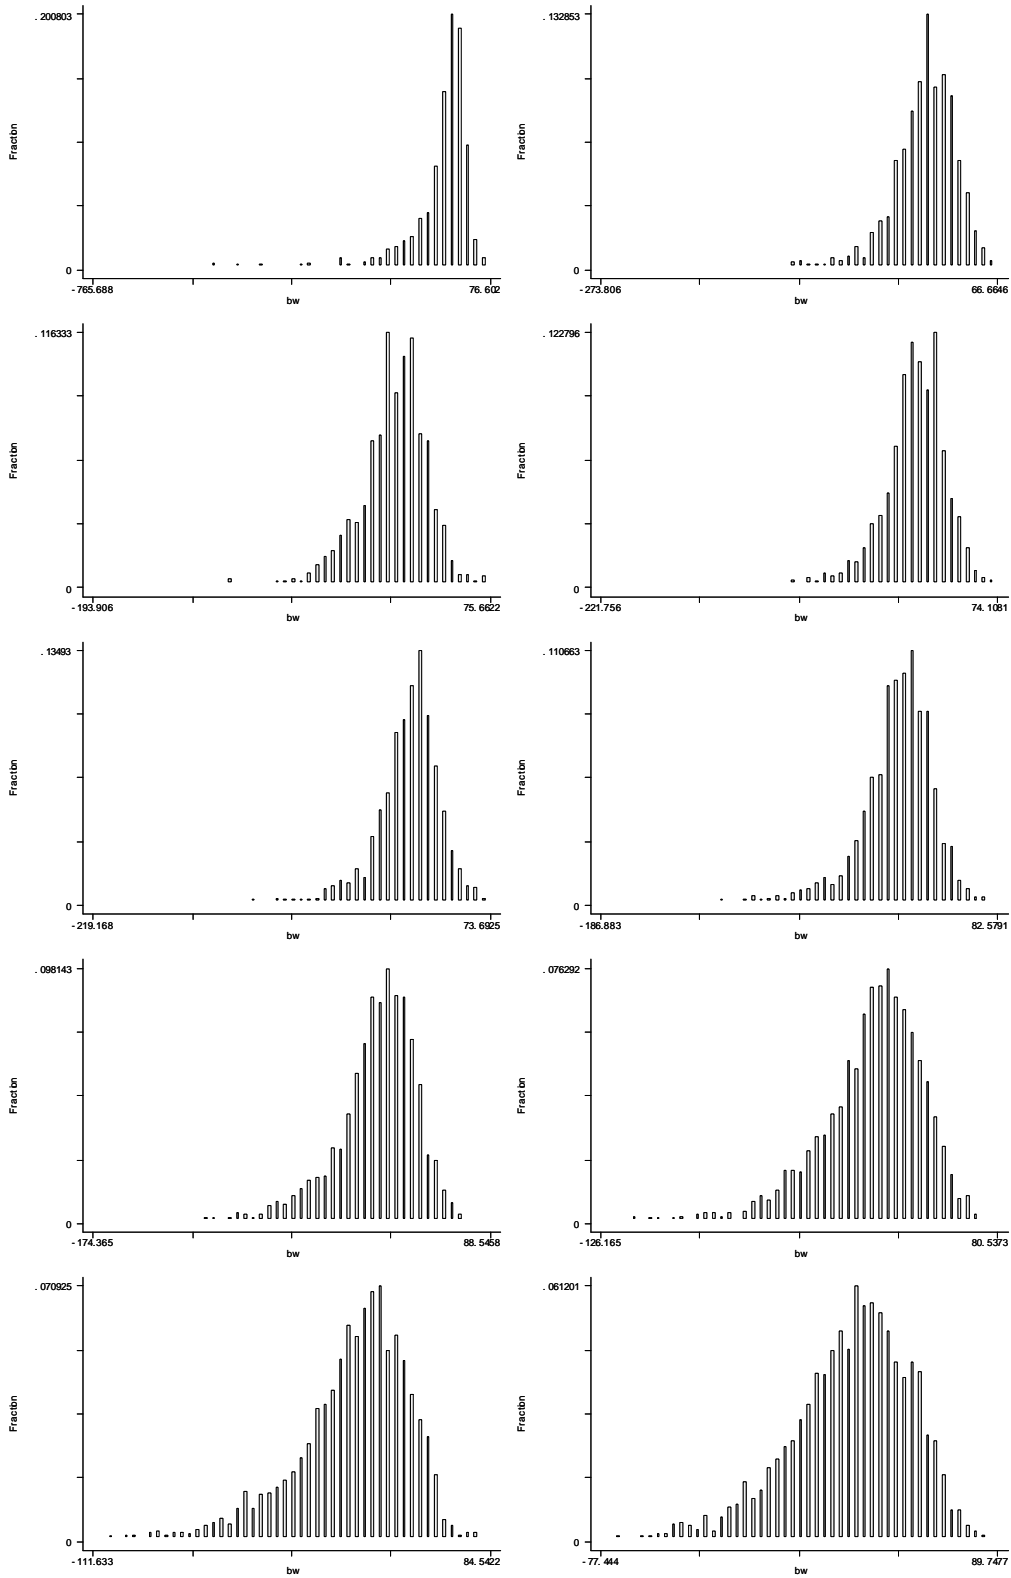 .200803
Fraction
0
-765.688
76.602
bw
.132853
Fraction
0
-273.806
66.6646
bw
.116333
Fraction
0
-193.906
75.6622
bw
.122796
Fraction
0
-221.756
74.1081
bw
.13493
Fraction
0
-219.168
73.6925
bw
.110663
Fraction
0
-186.883
82.5791
bw
.098143
Fraction
0
-174.365
88.5458
bw
.076292
Fraction
0
-126.165
80.5373
bw
.070925
Fraction
0
-111.633
84.5422
bw
.061201
Fraction
0
-77.444
89.7477
bw